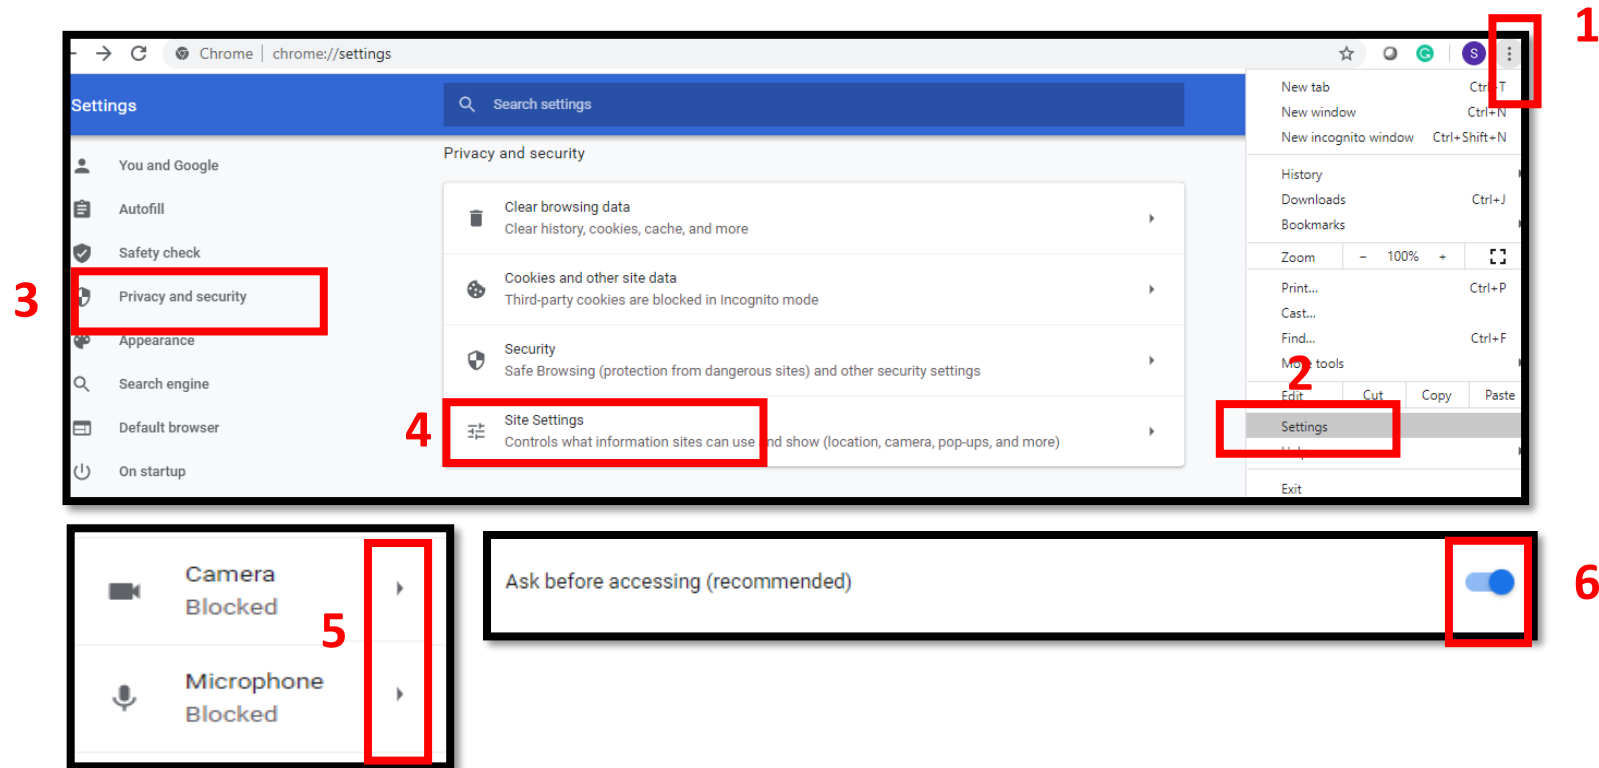 1
Chrome | chrome://settings
S
Settings
Search settings
New tab Ctrl+T
New window Ctrl+N
New incognito window Ctrl+Shift+N
Privacy and security
You and Google
Autofill
Safety check
3
Privacy and security
Appearance
Search engine
Default browser
On startup
Clear browsing data
Clear history, cookies, cache, and more
Cookies and other site data
Third-party cookies are blocked in Incognito mode
Security
Safe Browsing (protection from dangerous sites) and other security settings
4
Site Settings
Controls what information sites can use and show (location, camera, pop-ups, and more)
History
Downloads Ctrl+J
Bookmarks
Zoom - 100% +
Print... Ctrl+P
Cast...
Find... Ctrl+F
More tools
2
Edit Cut Copy Paste
Settings
Help
Exit
Camera
Blocked
5
Microphone
Blocked
Ask before accessing (recommended)
6